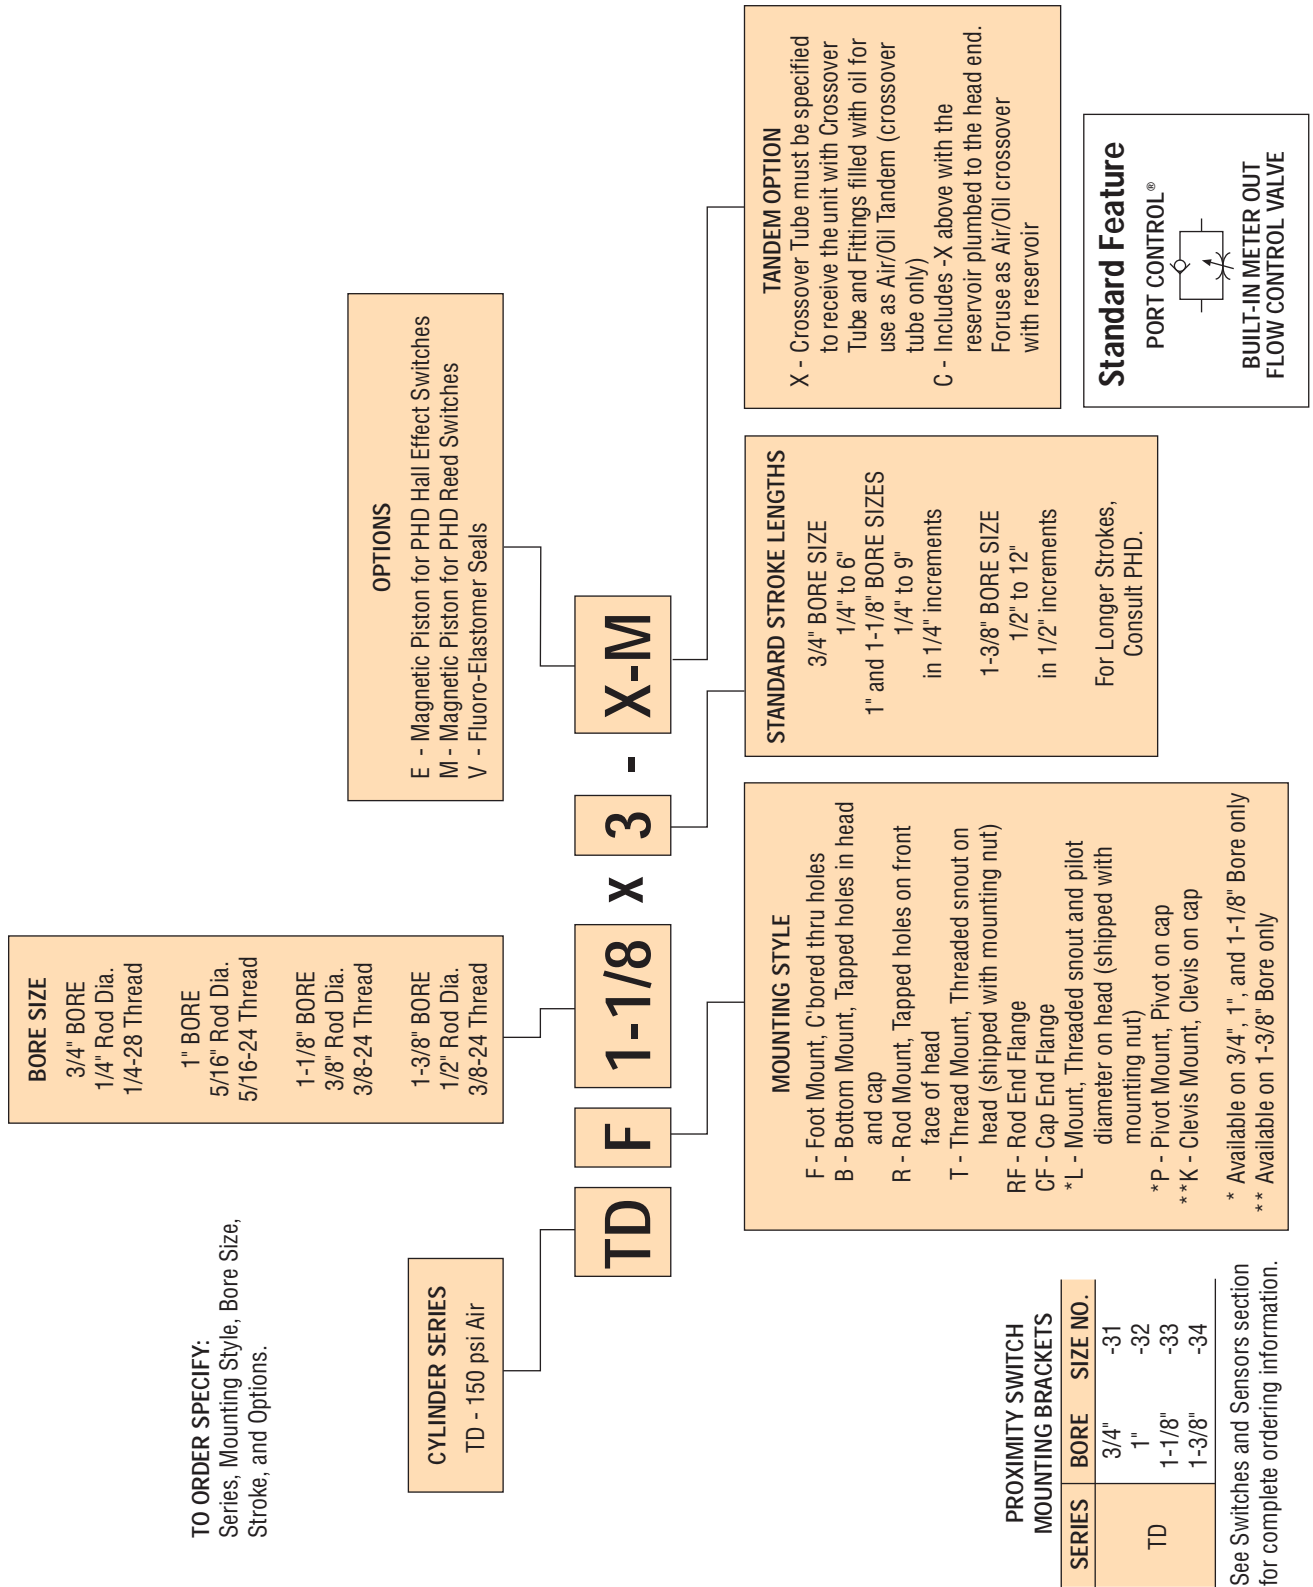 TO ORDER SPECIFY:
Series, Mounting Style, Bore Size,
Stroke, and Options.
BORE SIZE
3/4" BORE
1/4" Rod Dia.
1/4-28 Thread
1" BORE
5/16" Rod Dia.
5/16-24 Thread
1-1/8" BORE
3/8" Rod Dia.
3/8-24 Thread
1-3/8" BORE
1/2" Rod Dia.
3/8-24 Thread
OPTIONS
E - Magnetic Piston for PHD Hall Effect Switches
M - Magnetic Piston for PHD Reed Switches
V - Fluoro-Elastomer Seals
CYLINDER SERIES
TD - 150 psi Air
TD F 1-1/8 x 3 - X-M
MOUNTING STYLE
F - Foot Mount, C'bored thru holes
B - Bottom Mount, Tapped holes in head
and cap
R - Rod Mount, Tapped holes on front
face of head
T - Thread Mount, Threaded snout on
head (shipped with mounting nut)
RF - Rod End Flange
CF - Cap End Flange
*L - Mount, Threaded snout and pilot
diameter on head (shipped with
mounting nut)
*P - Pivot Mount, Pivot on cap
**K - Clevis Mount, Clevis on cap
* Available on 3/4", 1", and 1-1/8" Bore only
** Available on 1-3/8" Bore only
STANDARD STROKE LENGTHS
3/4" BORE SIZE
1/4" to 6"
1" and 1-1/8" BORE SIZES
1/4" to 9"
in 1/4" increments
1-3/8" BORE SIZE
1/2" to 12"
in 1/2" increments
For Longer Strokes,
Consult PHD.
TANDEM OPTION
X - Crossover Tube must be specified
to receive the unit with Crossover
Tube and Fittings filled with oil for
use as Air/Oil Tandem (crossover
tube only)
C - Includes -X above with the
reservoir plumbed to the head end.
Foruse as Air/Oil crossover
with reservoir
PROXIMITY SWITCH
MOUNTING BRACKETS
SERIES BORE SIZE NO.
TD
3/4" -31
1" -32
1-1/8" -33
1-3/8" -34
See Switches and Sensors section
for complete ordering information.
Standard Feature
PORT CONTROL®
BUILT-IN METER OUT
FLOW CONTROL VALVE